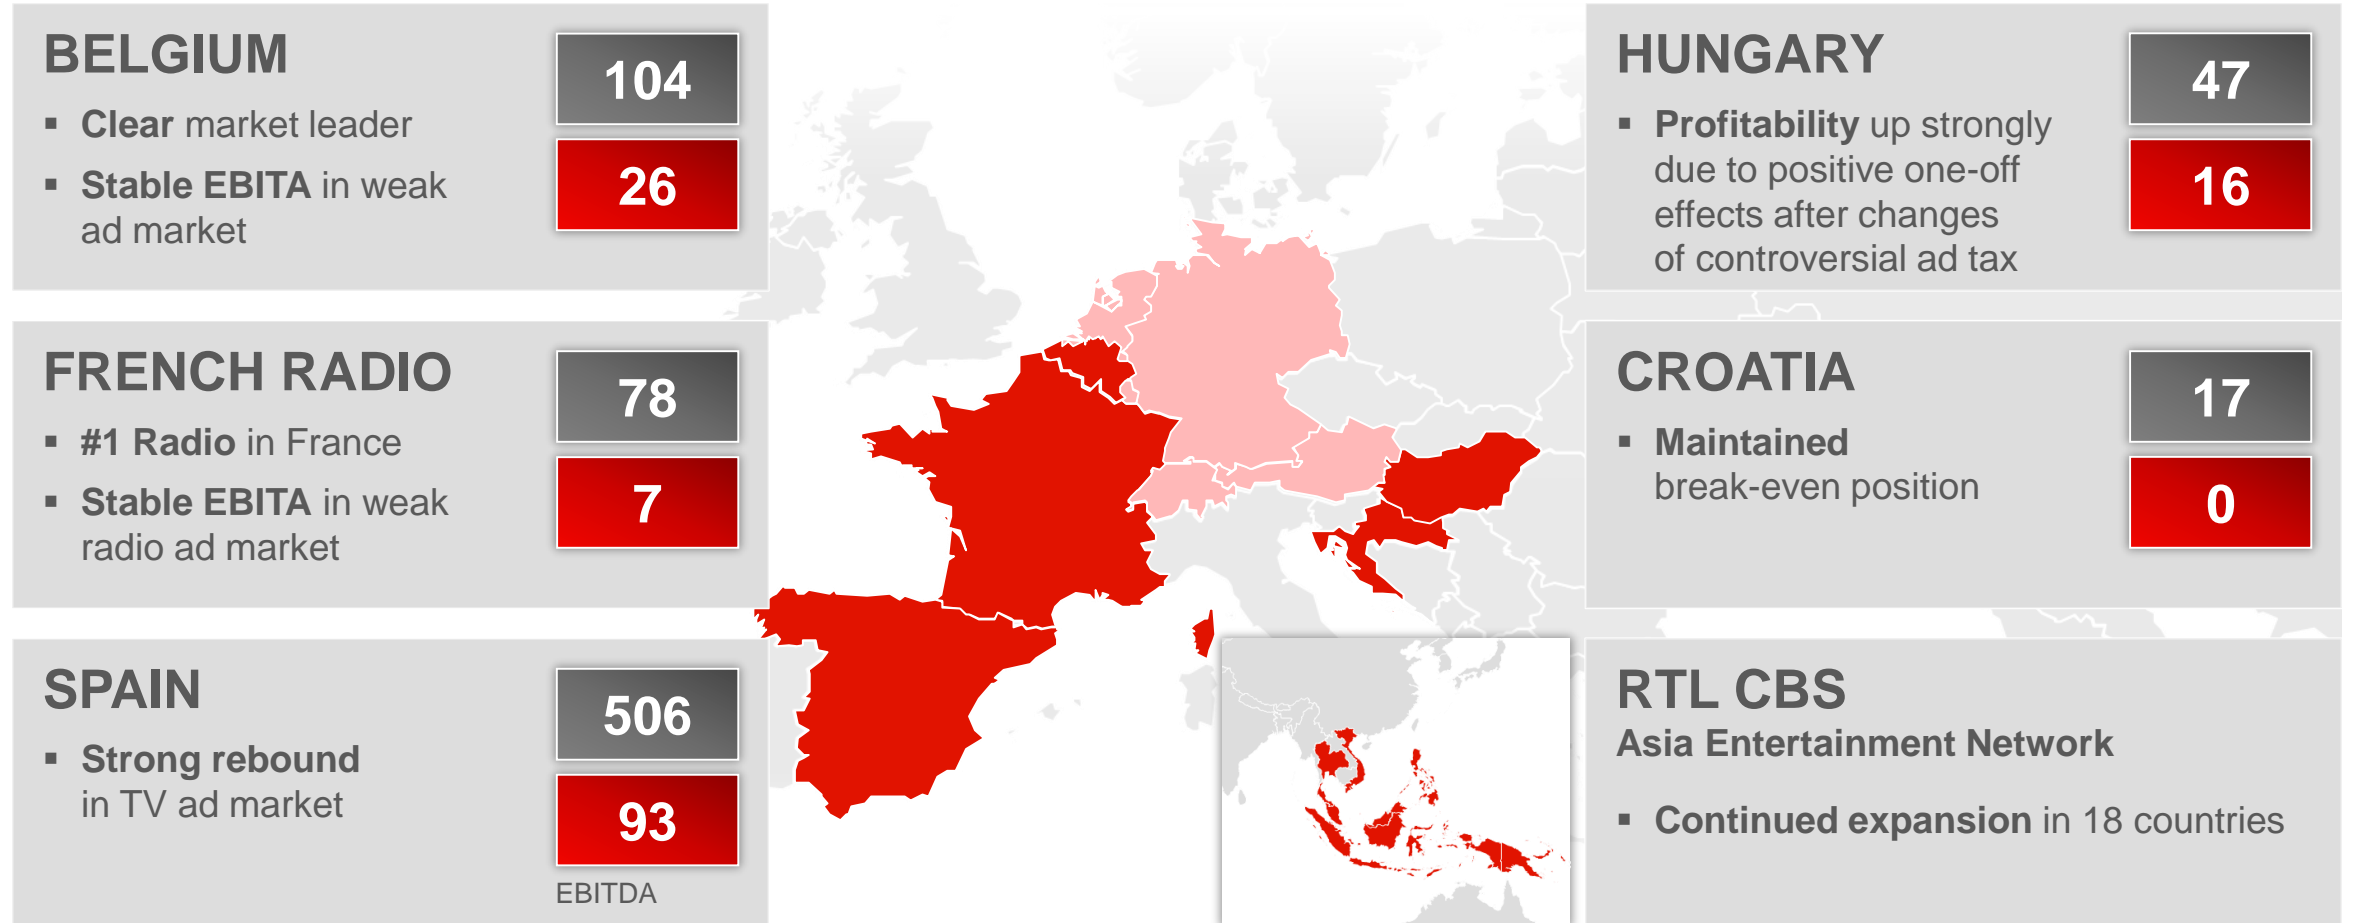 BELGIUM
▪ Clear market leader
▪ Stable EBITA in weak
ad market
104
26
FRENCH RADIO
▪ #1 Radio in France
▪ Stable EBITA in weak
radio ad market
78
7
SPAIN
▪ Strong rebound
in TV ad market
506
93
EBITDA
HUNGARY
▪ Profitability up strongly
due to positive one-off
effects after changes
of controversial ad tax
47
16
CROATIA
▪ Maintained
break-even position
17
0
RTL CBS
Asia Entertainment Network
▪ Continued expansion in 18 countries